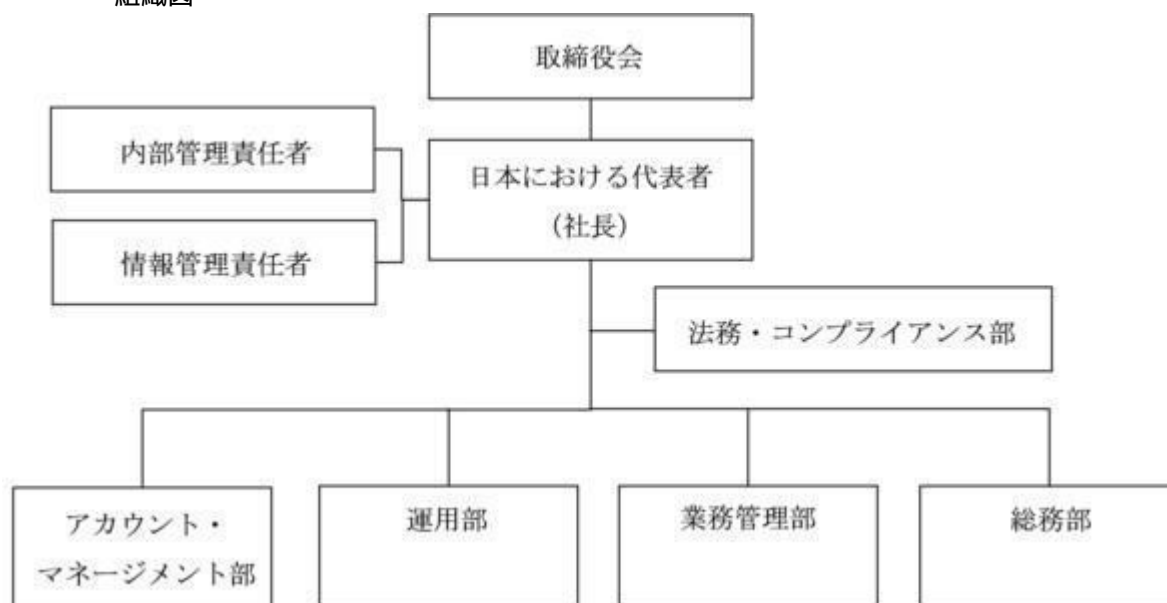 組織図
取締役会
内部管理責任者
日本における代表者
（社長）
情報管理責任者
法務・コンプライアンス部
アカウント・
マネージメント部
運用部
業務管理部
総務部